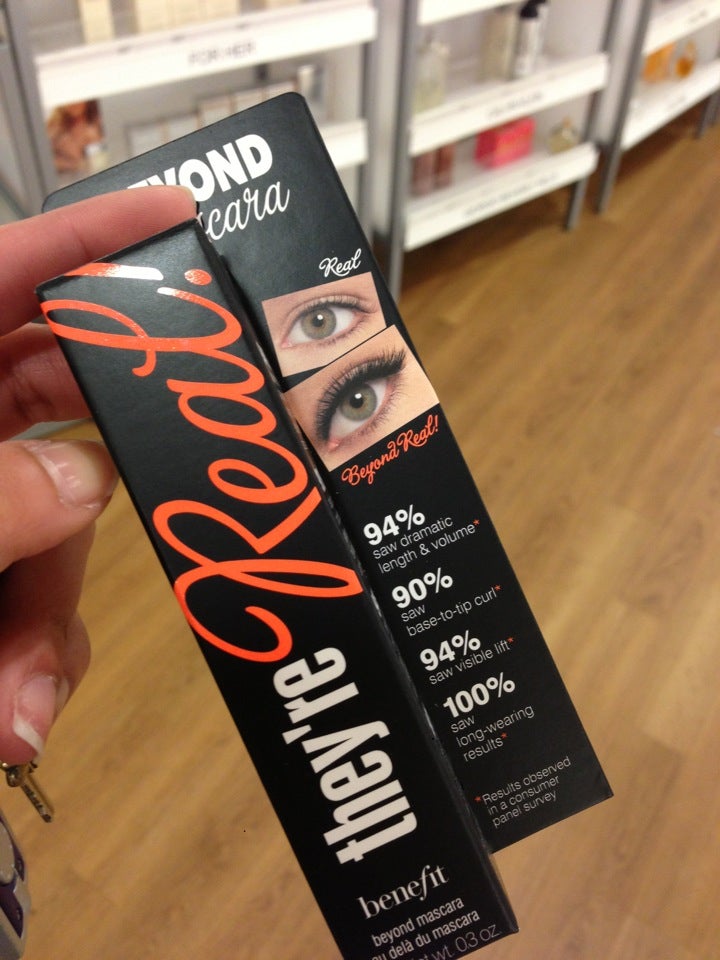 FOR HER
YOND
cara
Real
Beyond Real!
94%
saw dramatic
length & volume*
90%
saw
base-to-tip curl*
94%
saw visible lift*
100%
saw
long-wearing
results*
*Results observed
in a consumer
panel survey
they're
Real!
benefit
beyond mascara
au delà du mascara
wt. 0.3 oz.